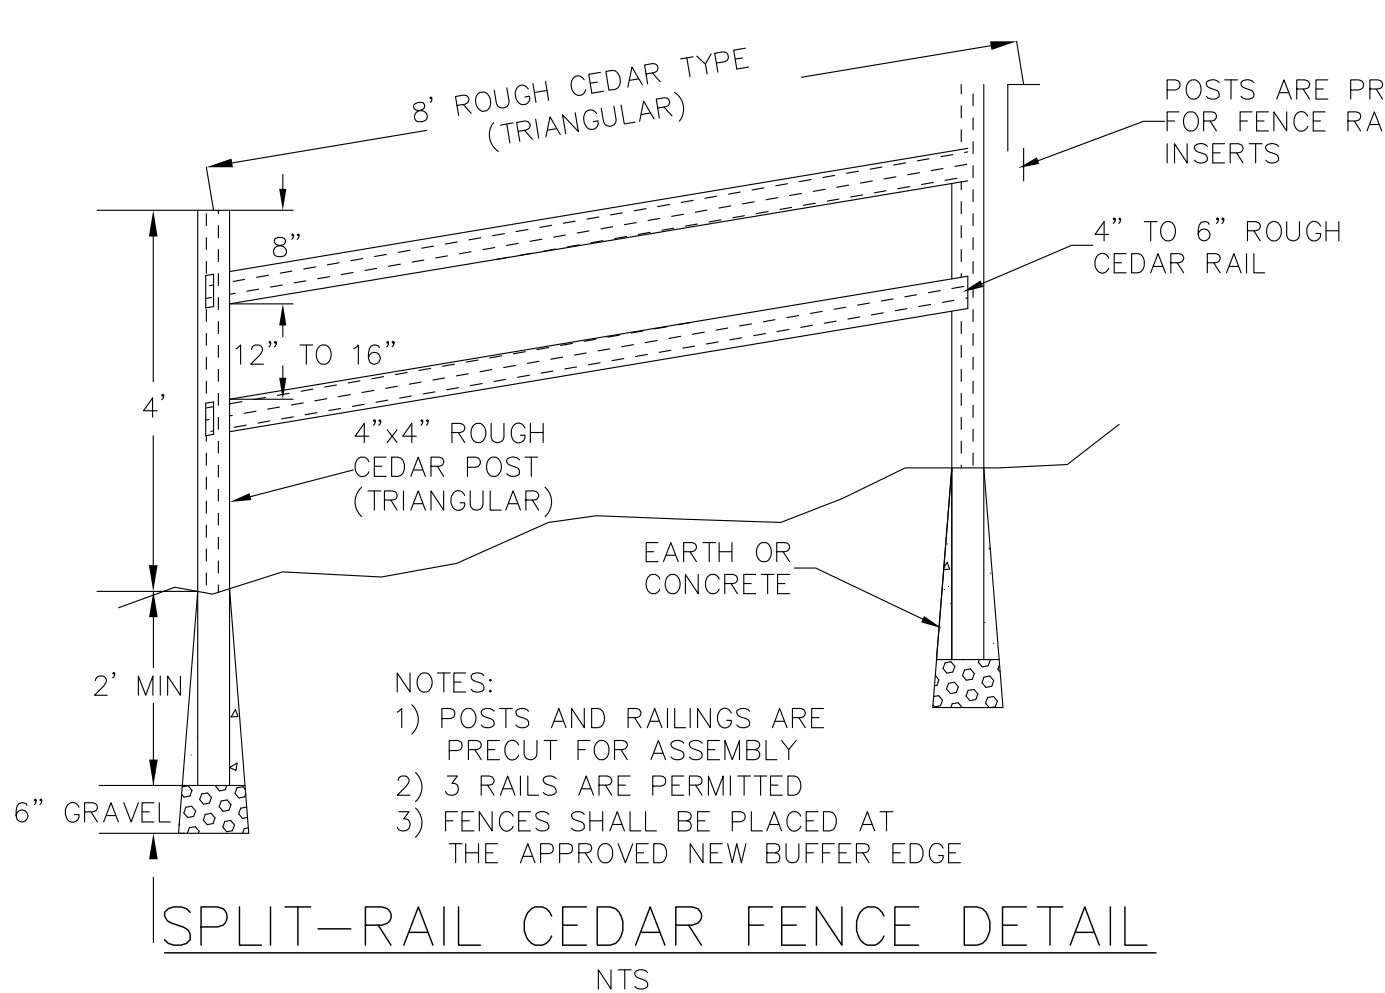 8' ROUGH CEDAR TYPE
(TRIANGULAR)
POSTS ARE
FOR FENCE
INSERTS
8"
4" TO 6" ROUGH
CEDAR RAIL
12" TO 16"
4'
4"x4" ROUGH
CEDAR POST
(TRIANGULAR)
EARTH OR
CONCRETE
2' MIN
6" GRAVEL
NOTES:
1) POSTS AND RAILINGS ARE
PRECUT FOR ASSEMBLY
2) 3 RAILS ARE PERMITTED
3) FENCES SHALL BE PLACED AT
THE APPROVED NEW BUFFER EDGE
SPLIT-RAIL CEDAR FENCE DETAIL
NTS